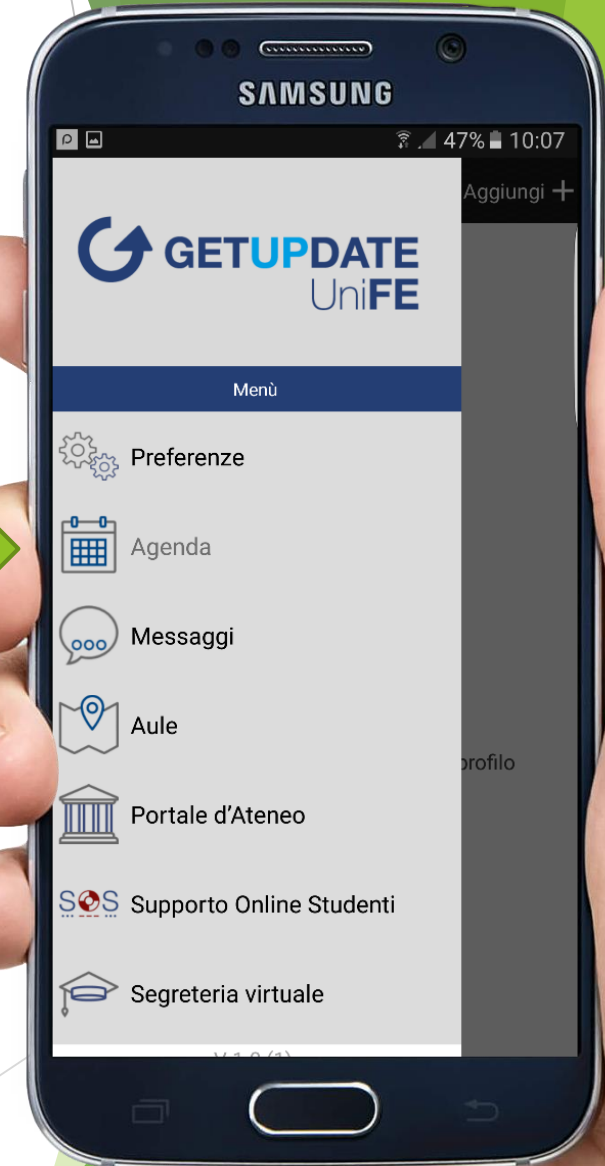 SAMSUNG
47% 10:07
Aggiungi +
GETUPDATE
UniFE
Menù
Preferenze
Agenda
Messaggi
Aule
profilo
Portale d'Ateneo
SOS Supporto Online Studenti
Segreteria virtuale